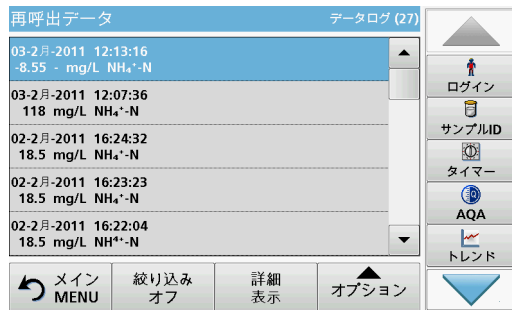 再呼出データ データログ (27)
03-2月-2011 12:13:16
-8.55 - mg/L NH₄⁺-N
03-2月-2011 12:07:36
118 mg/L NH₄⁺-N
02-2月-2011 16:24:32
18.5 mg/L NH₄⁺-N
02-2月-2011 16:23:23
18.5 mg/L NH₄⁺-N
02-2月-2011 16:22:04
18.5 mg/L NH⁴⁺-N
ログイン
サンプルID
タイマー
AQA
トレンド
メイン
MENU
絞り込み
オフ
詳細
表示
オプション